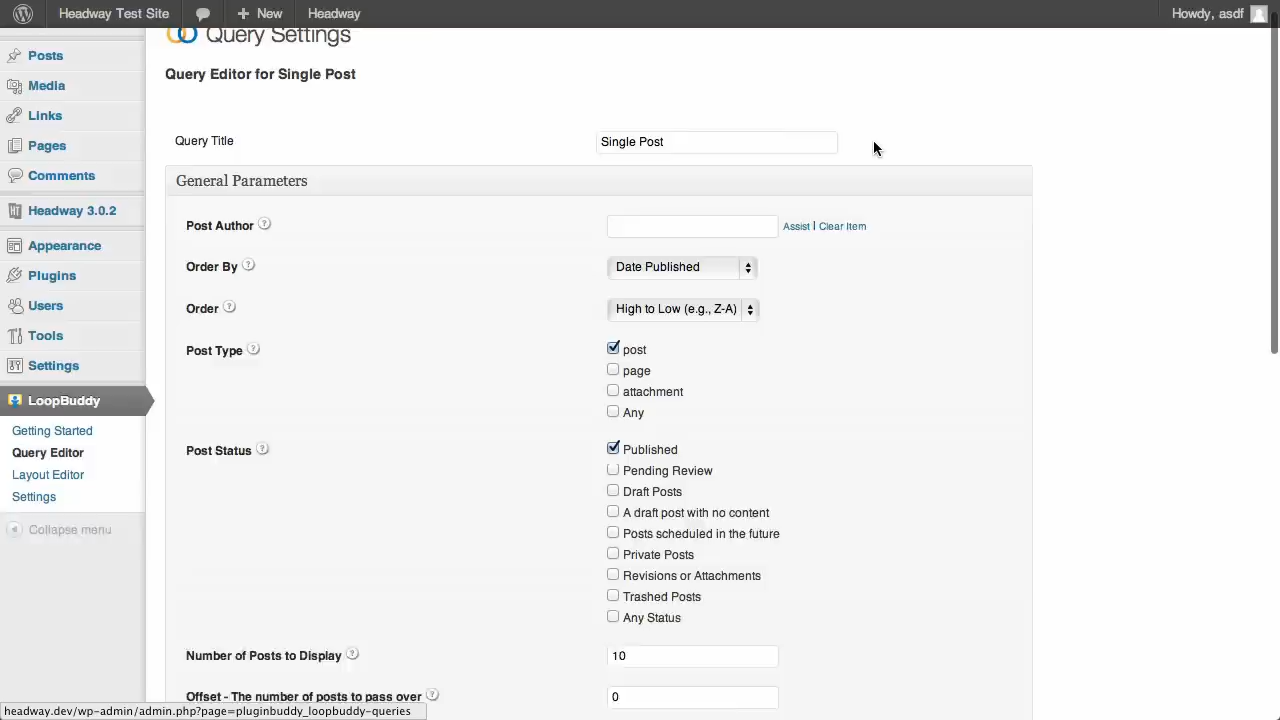 Headway Test Site
New
Headway
Howdy, asdf
Posts
Media
Links
Pages
Comments
Headway 3.0.2
Appearance
Plugins
Users
Tools
Settings
LoopBuddy
Getting Started
Query Editor
Layout Editor
Settings
Collapse menu
Query Settings
Query Editor for Single Post
Query Title
Single Post
General Parameters
Post Author ?
Assist | Clear Item
Order By ?
Date Published
Order ?
High to Low (e.g., Z-A)
Post Type ?
post
page
attachment
Any
Post Status ?
Published
Pending Review
Draft Posts
A draft post with no content
Posts scheduled in the future
Private Posts
Revisions or Attachments
Trashed Posts
Any Status
Number of Posts to Display ?
10
Offset - The number of posts to pass over ?
0
headway.dev/wp-admin/admin.php?page=pluginbuddy_loopbuddy-queries